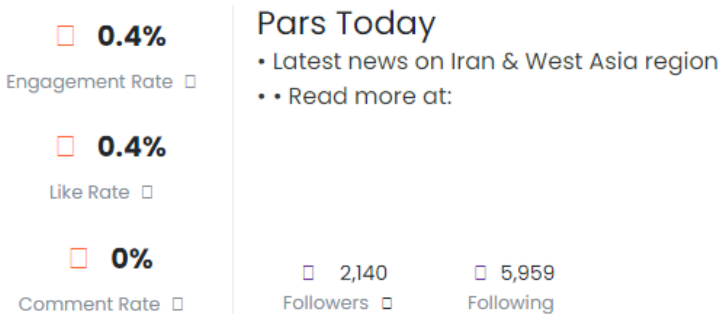 0.4%
Engagement Rate
0.4%
Like Rate
0%
Comment Rate
Pars Today
• Latest news on Iran & West Asia region
• • Read more at:
2,140
Followers
5,959
Following